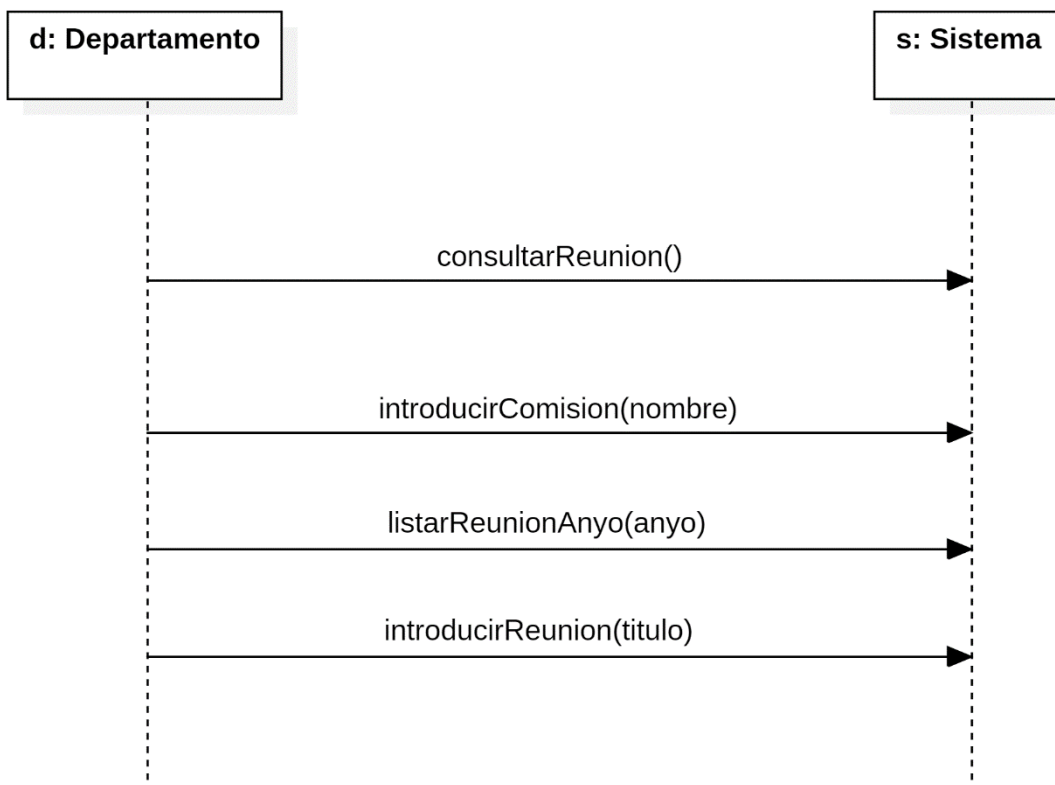 d: Departamento
s: Sistema
consultarReunion()
introducirComision(nombre)
listarReunionAnyo(anyo)
introducirReunion(titulo)